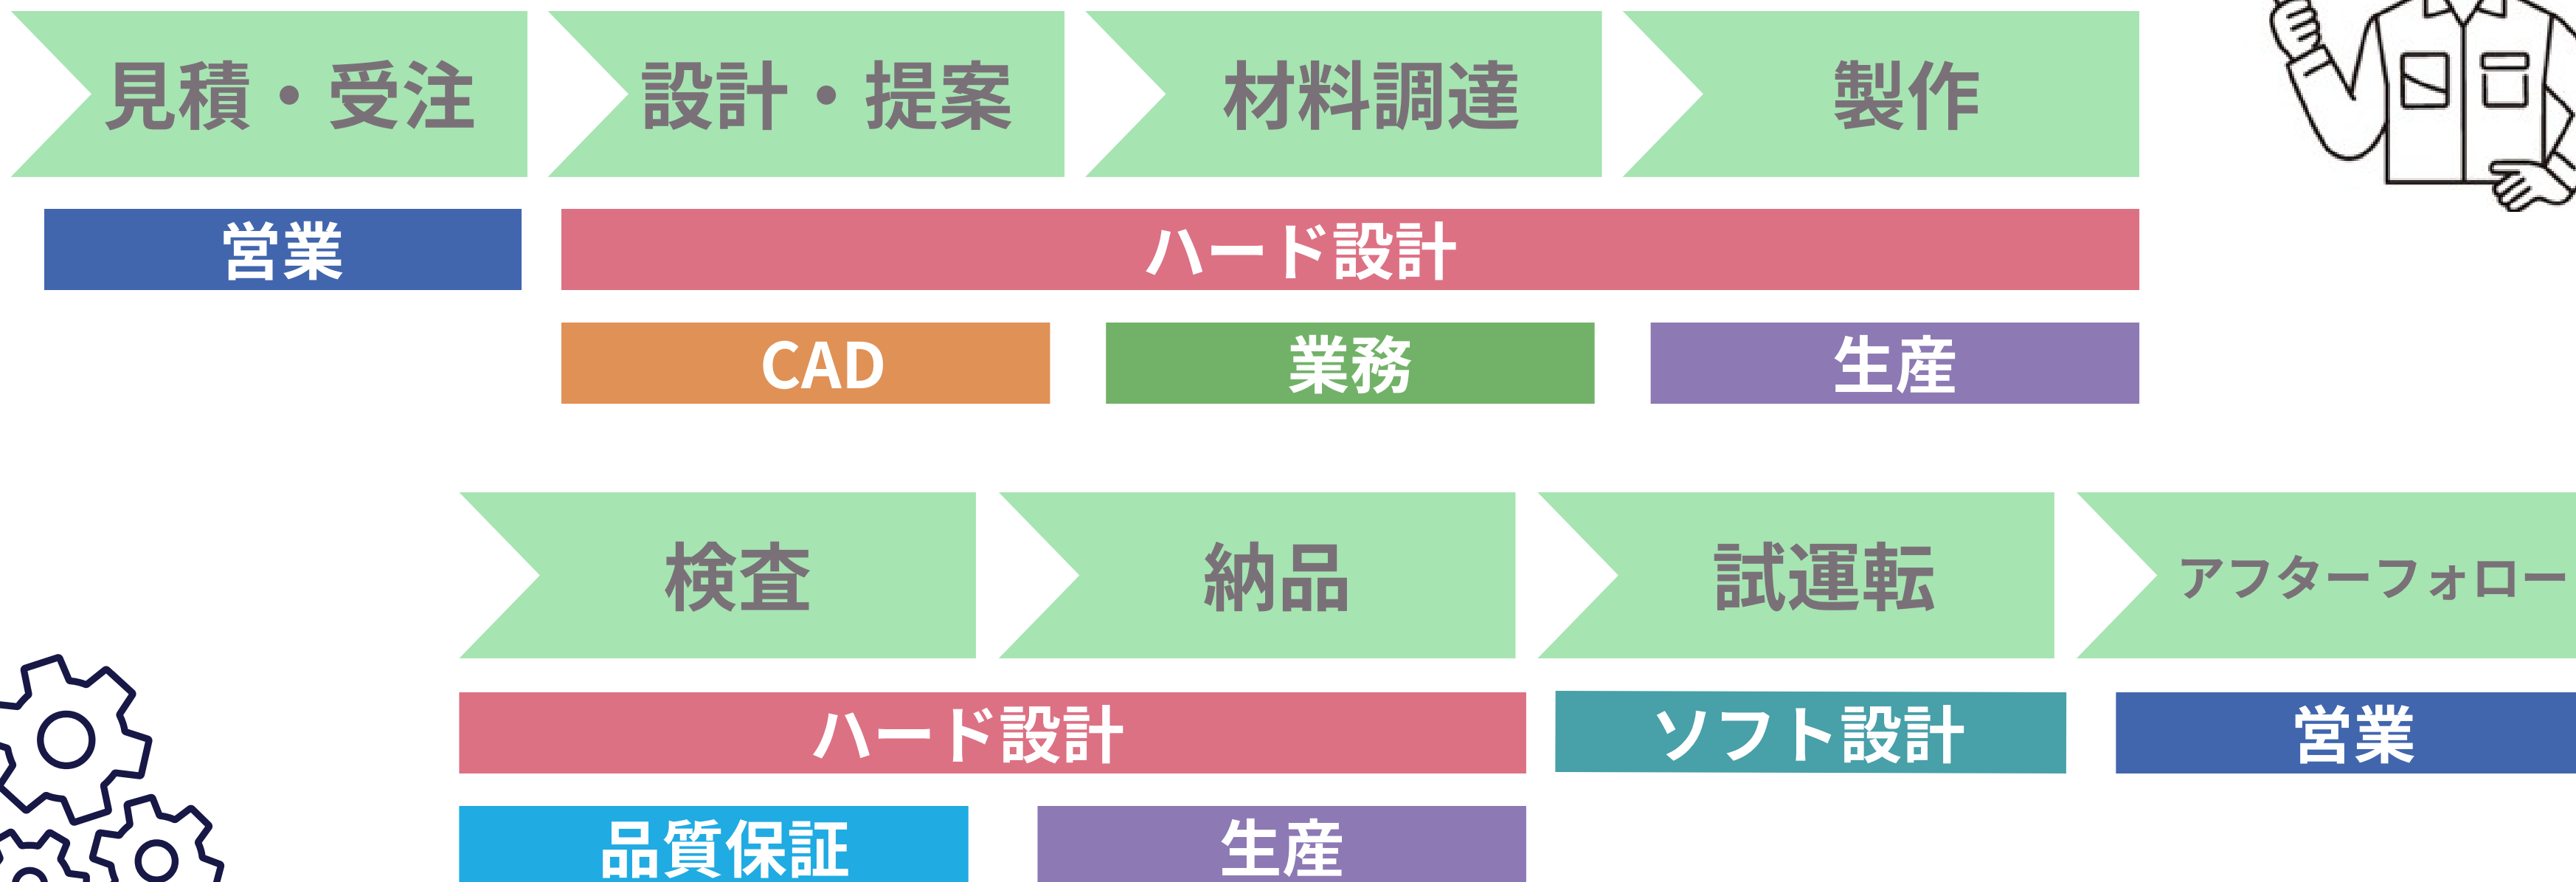 見積・受注 設計・提案 材料調達 製作
営業 ハード設計
CAD 業務 生産
検査 納品 試運転 アフターフォロー
ハード設計 ソフト設計 営業
品質保証 生産